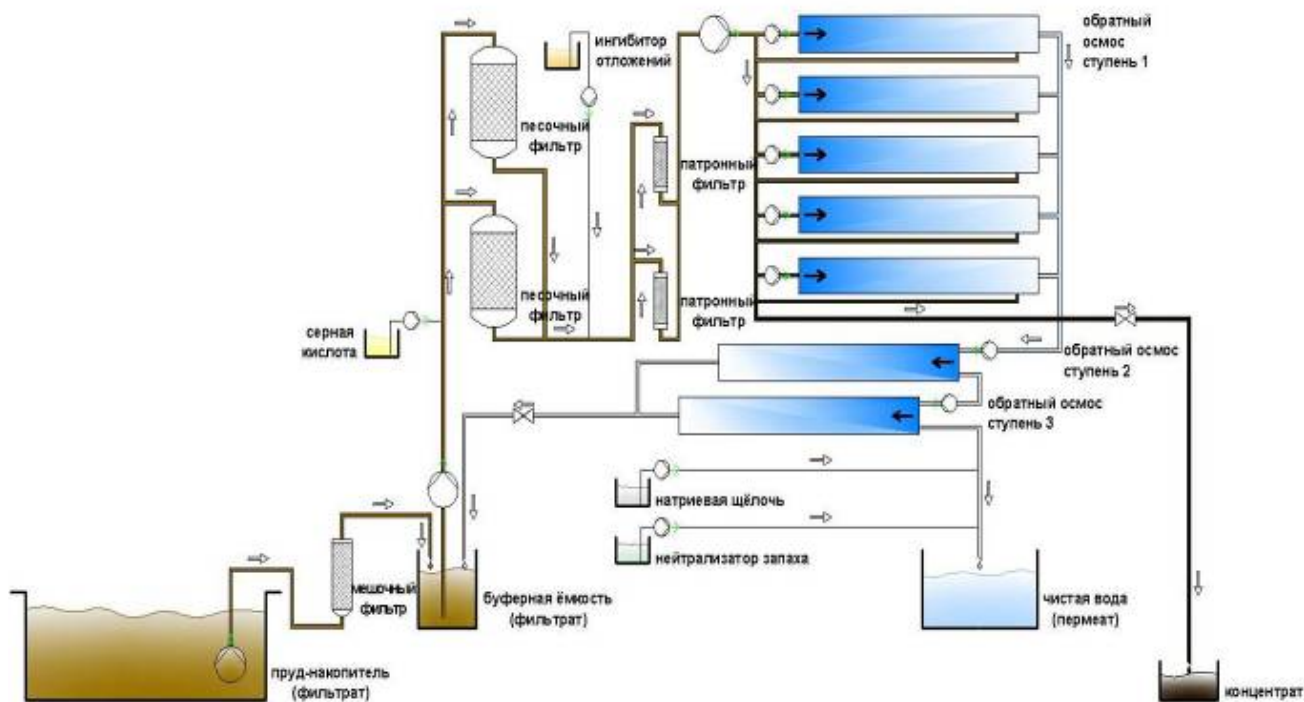 обратный
осмос
ступень 1
ингибитор
отложений
песочный
фильтр
патронный
фильтр
песочный
фильтр
патронный
фильтр
серная
кислота
обратный осмос
ступень 2
обратный осмос
ступень 3
натриевая щёлочь
нейтрализатор запаха
мешочный
фильтр
буферная ёмкость
(фильтрат)
чистая вода
(пермеат)
пруд-накопитель
(фильтрат)
концентрат